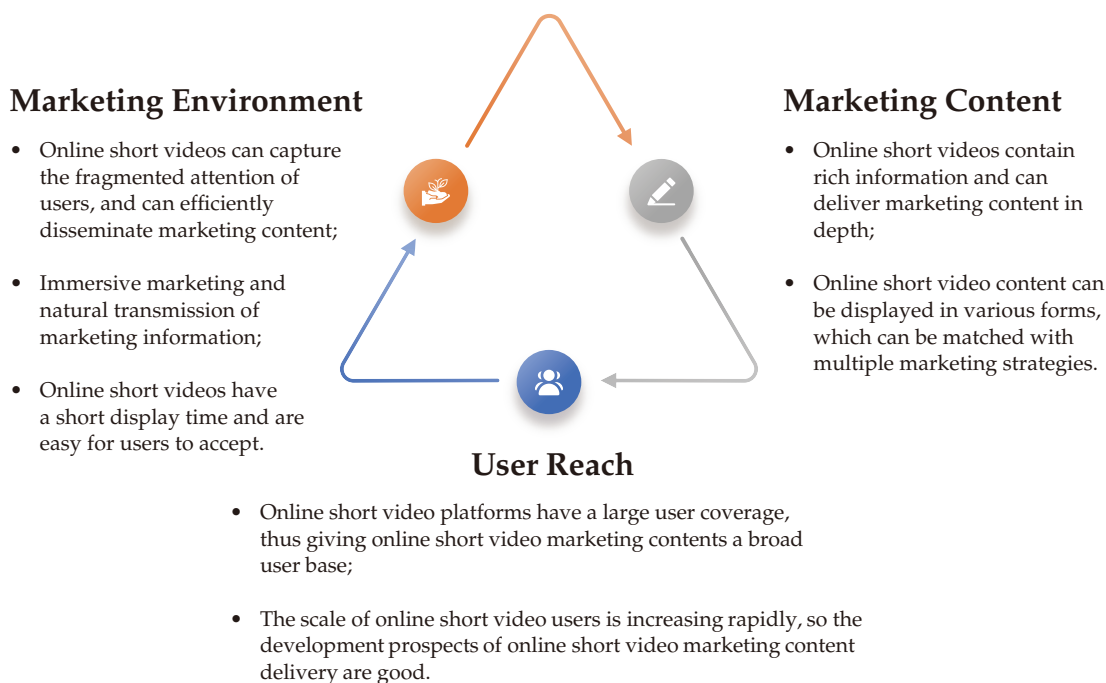 Marketing Environment
• Online short videos can capture
the fragmented attention of
users, and can efficiently
disseminate marketing content;
• Immersive marketing and
natural transmission of
marketing information;
• Online short videos have
a short display time and are
easy for users to accept.
Marketing Content
• Online short videos contain
rich information and can
deliver marketing content in
depth;
• Online short video content can
be displayed in various forms,
which can be matched with
multiple marketing strategies.
User Reach
• Online short video platforms have a large user coverage,
thus giving online short video marketing contents a broad
user base;
• The scale of online short video users is increasing rapidly, so the
development prospects of online short video marketing content
delivery are good.